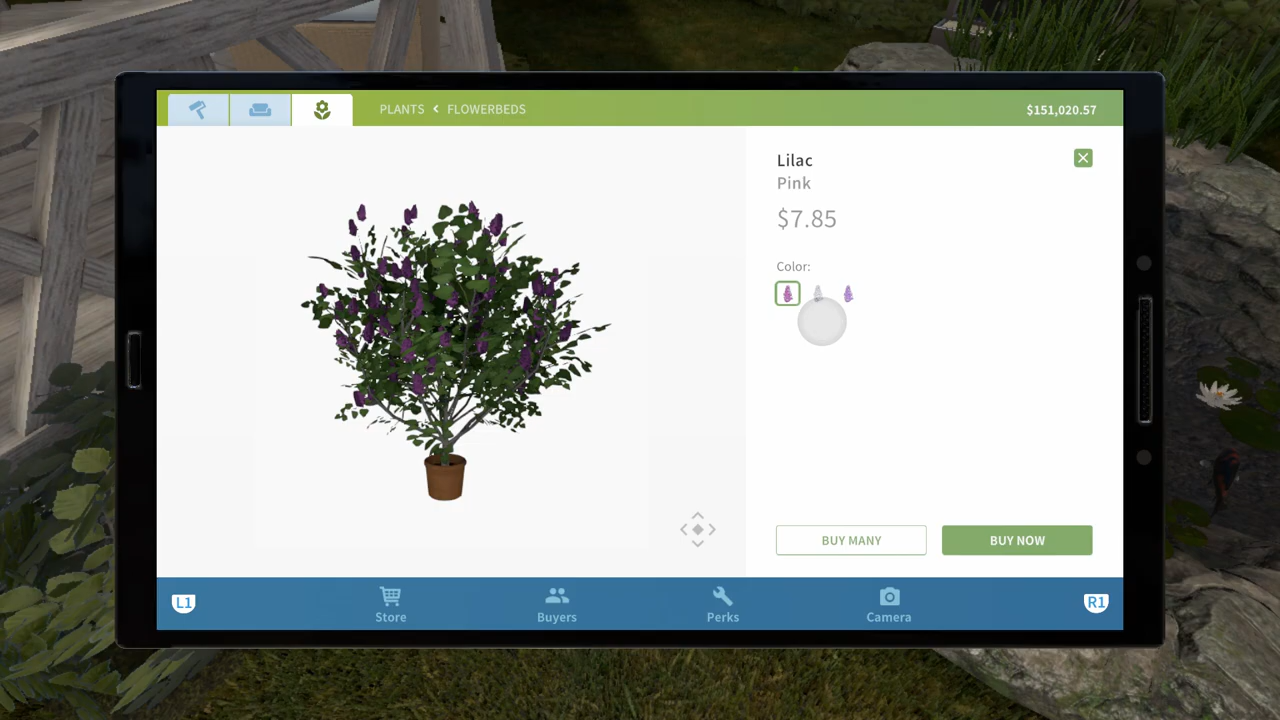 PLANTS < FLOWERBEDS
$151,020.57
Lilac
Pink
$7.85
Color:
BUY MANY
BUY NOW
L1
Store
Buyers
Perks
Camera
R1